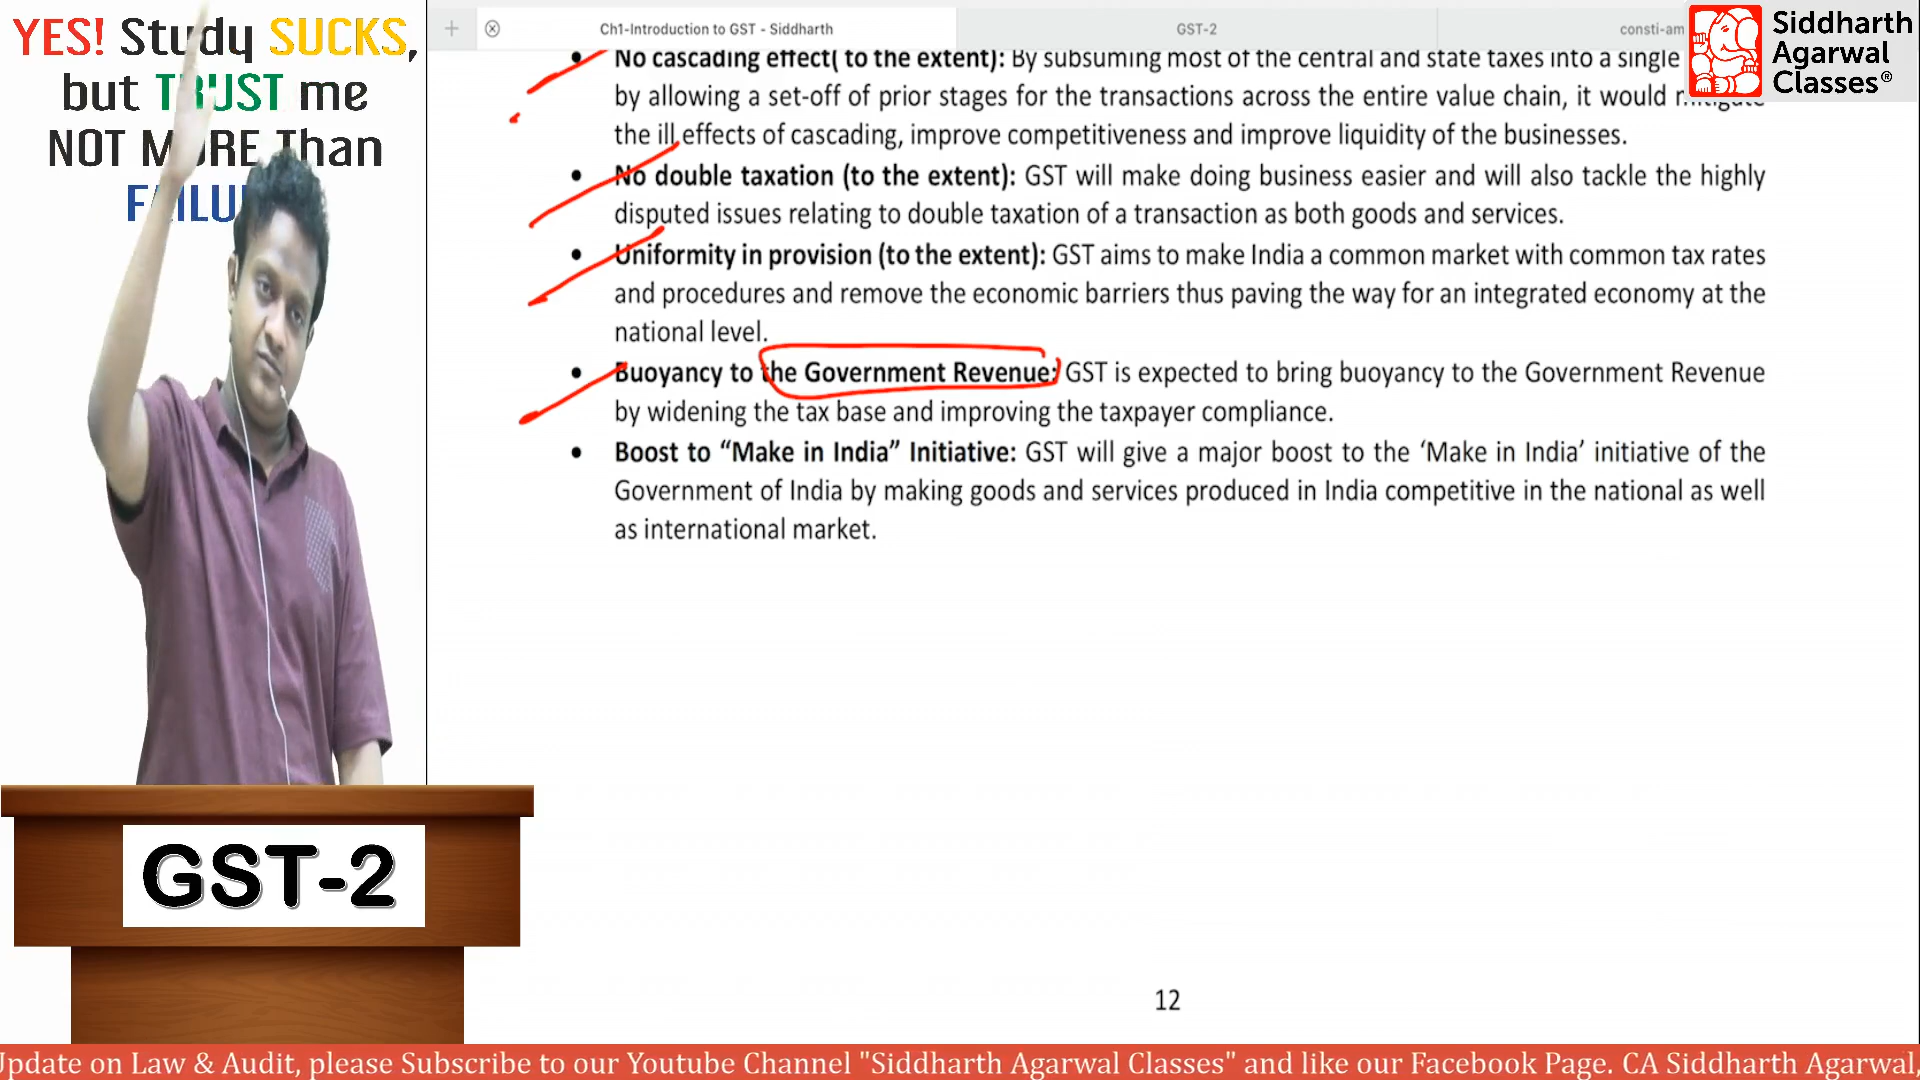 YES! Study SUCKS,
but TRUST me
NOT MORE Than
FAILU
Ch1-Introduction to GST - Siddharth
GST-2
consti-am
Siddharth
Agarwal
Classes®
• No cascading effect( to the extent): By subsuming most of the central and state taxes into a single
by allowing a set-off of prior stages for the transactions across the entire value chain, it would mitigate
the ill effects of cascading, improve competitiveness and improve liquidity of the businesses.
• No double taxation (to the extent): GST will make doing business easier and will also tackle the highly
disputed issues relating to double taxation of a transaction as both goods and services.
• Uniformity in provision (to the extent): GST aims to make India a common market with common tax rates
and procedures and remove the economic barriers thus paving the way for an integrated economy at the
national level.
• Buoyancy to the Government Revenue: GST is expected to bring buoyancy to the Government Revenue
by widening the tax base and improving the taxpayer compliance.
• Boost to “Make in India” Initiative: GST will give a major boost to the ‘Make in India’ initiative of the
Government of India by making goods and services produced in India competitive in the national as well
as international market.
GST-2
12
Update on Law & Audit, please Subscribe to our Youtube Channel "Siddharth Agarwal Classes" and like our Facebook Page. CA Siddharth Agarwal,